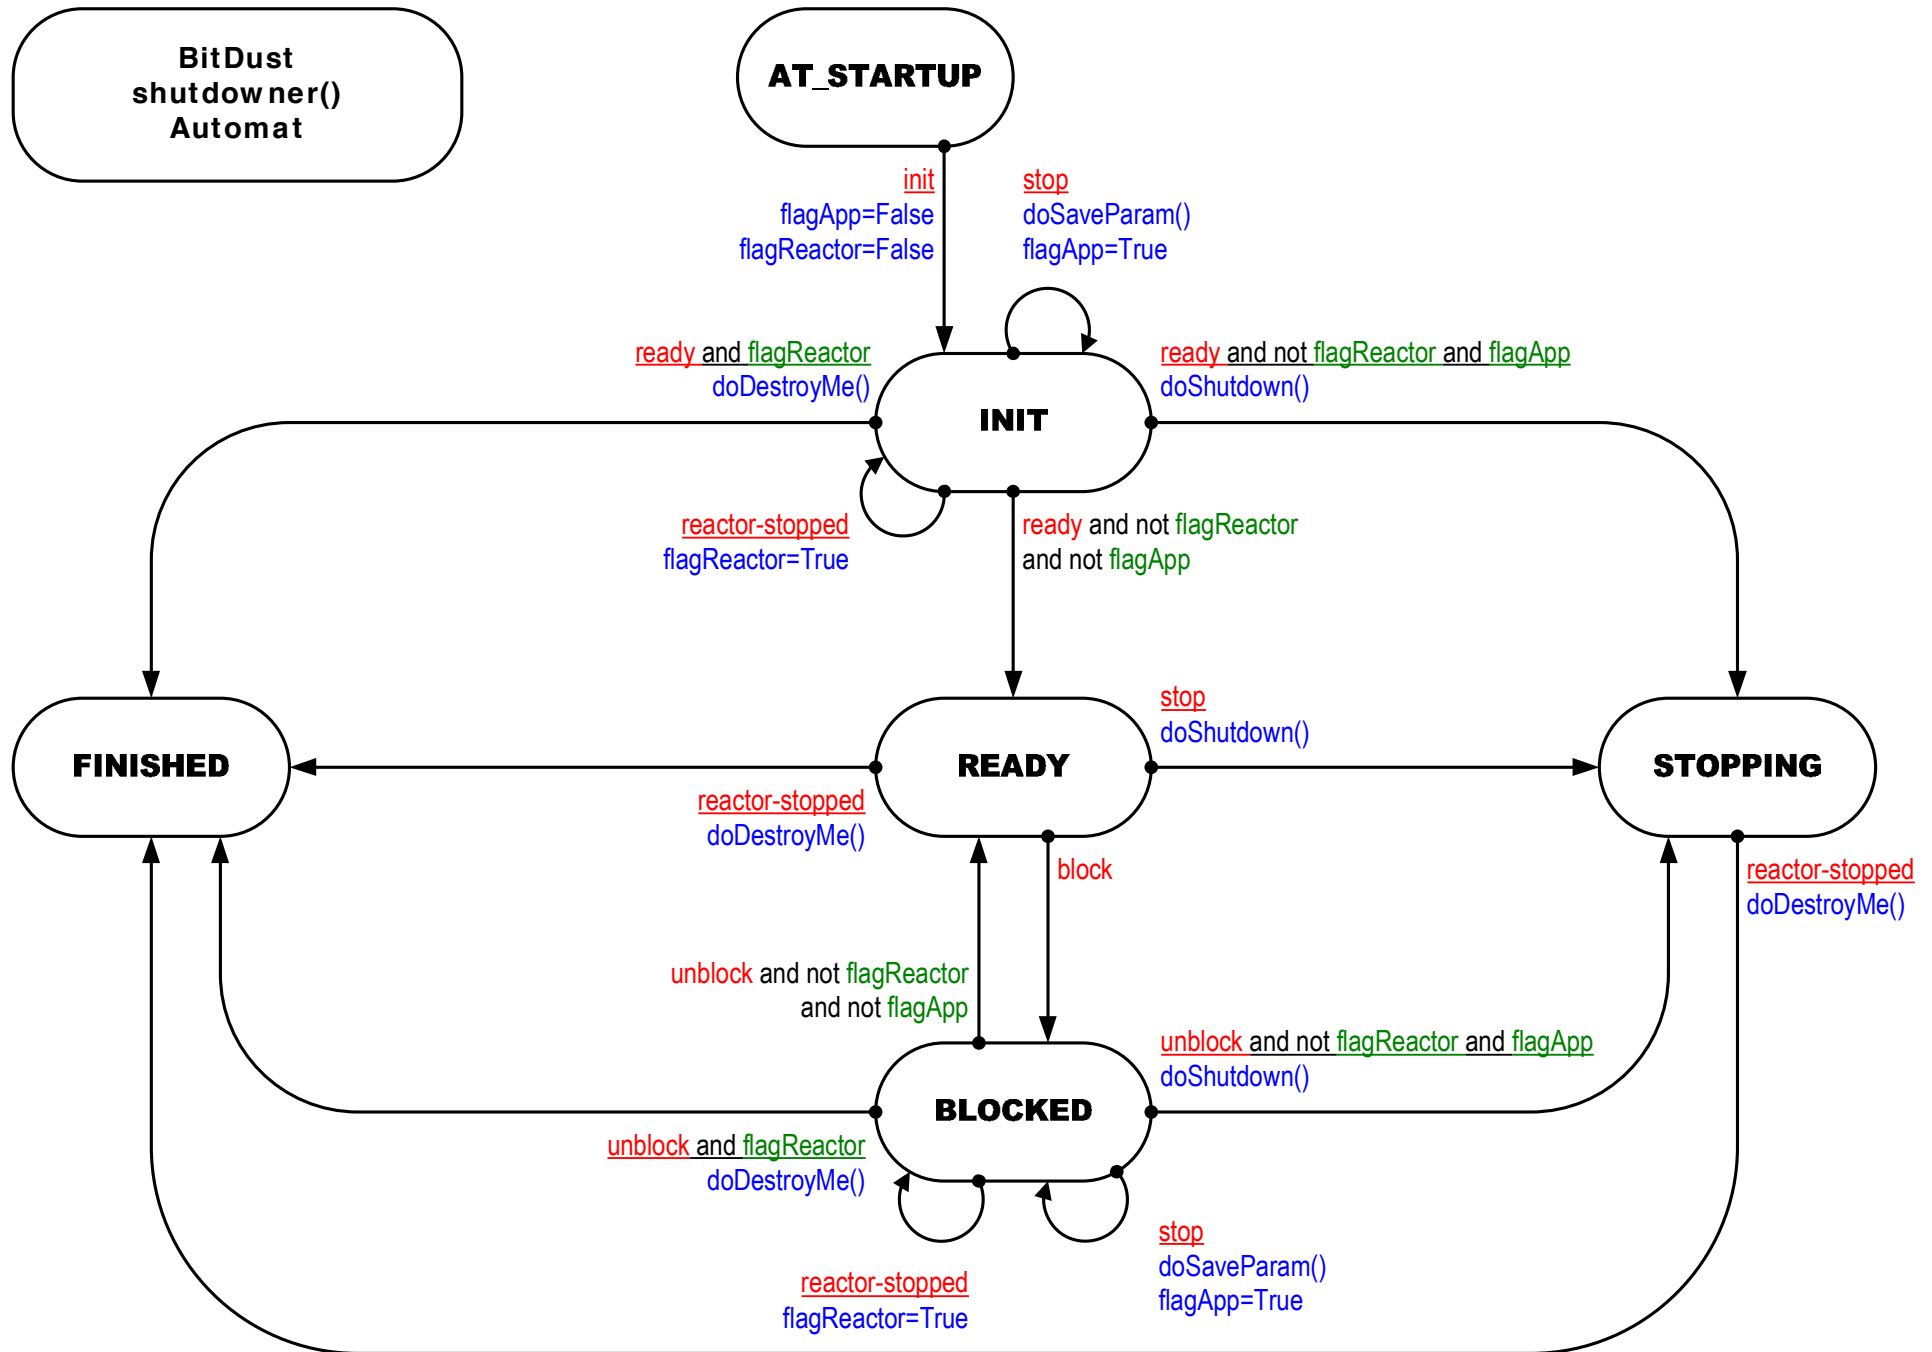 BitDust
shutdowner()
Automat
AT_STARTUP
init
flagApp=False
flagReactor=False
stop
doSaveParam()
flagApp=True
ready and flagReactor
doDestroyMe()
ready and not flagReactor and flagApp
doShutdown()
INIT
reactor-stopped
flagReactor=True
ready and not flagReactor
and not flagApp
FINISHED
READY
STOPPING
stop
doShutdown()
reactor-stopped
doDestroyMe()
block
reactor-stopped
doDestroyMe()
unblock and not flagReactor
and not flagApp
unblock and not flagReactor and flagApp
doShutdown()
BLOCKED
unblock and flagReactor
doDestroyMe()
reactor-stopped
flagReactor=True
stop
doSaveParam()
flagApp=True